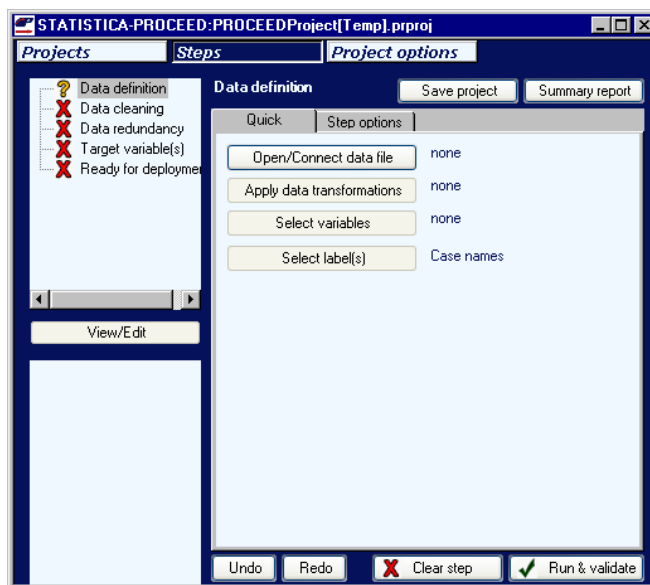 STATISTICA-PROCEED:PROCEEDProject[Temp].prproj
Projects Steps Project options
Data definition
Data cleaning
Data redundancy
Target variable(s)
Ready for deploymen
View/Edit
Data definition Save project Summary report
Quick Step options
Open/Connect data file none
Apply data transformations none
Select variables none
Select label(s) Case names
Undo Redo Clear step Run & validate